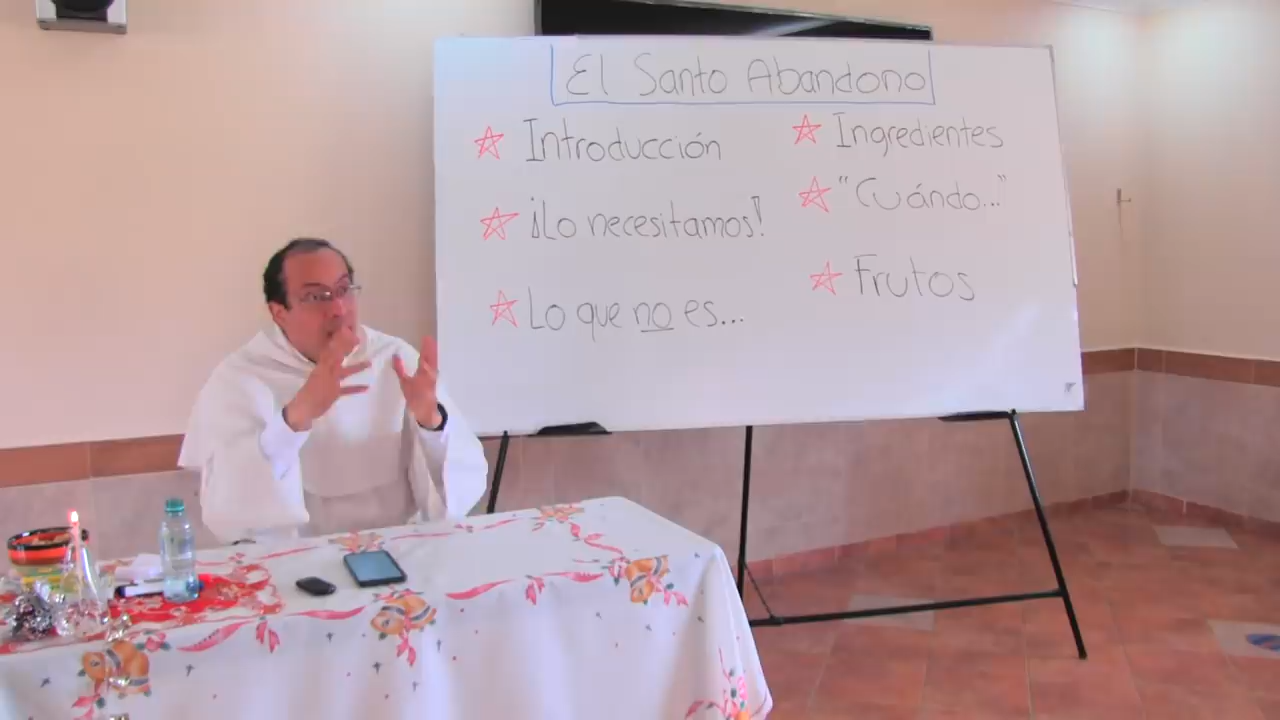 El Santo Abandono
Introducción
¡Lo necesitamos!
Lo que no es...
Ingredientes
"Cuándo..."
Frutos